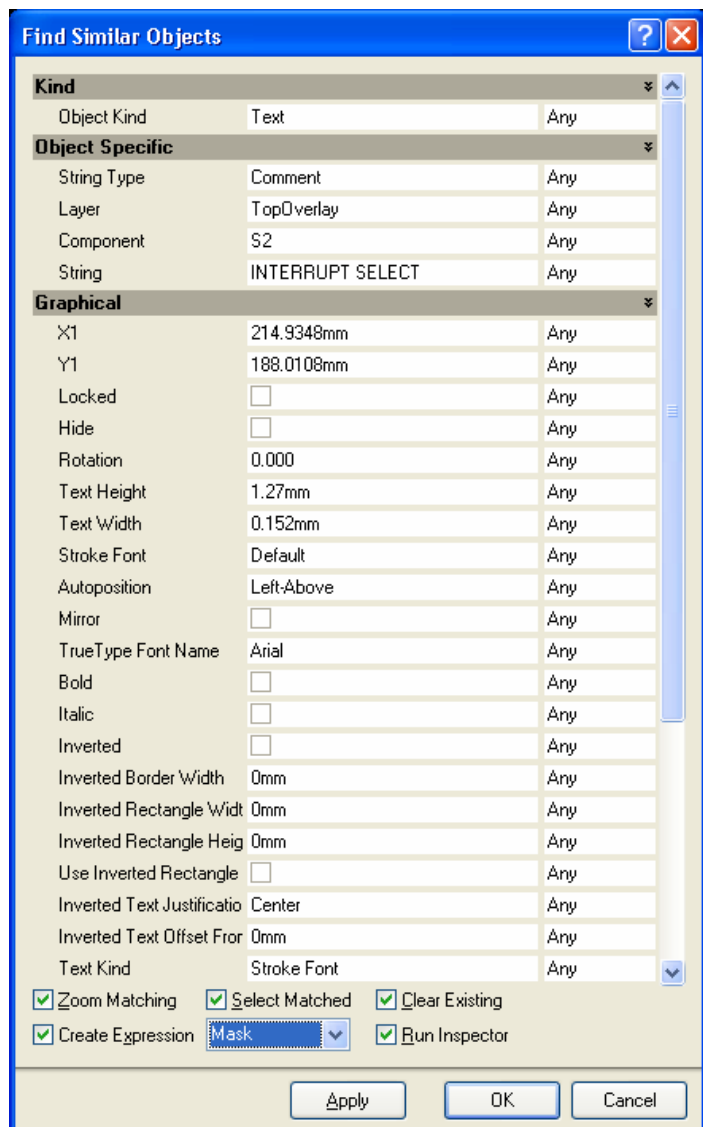 Find Similar Objects
Kind
Object Kind Text Any
Object Specific
String Type Comment Any
Layer TopOverlay Any
Component S2 Any
String INTERRUPT SELECT Any
Graphical
X1 214.9348mm Any
Y1 188.0108mm Any
Locked Any
Hide Any
Rotation 0.000 Any
Text Height 1.27mm Any
Text Width 0.152mm Any
Stroke Font Default Any
Autoposition Left-Above Any
Mirror Any
TrueType Font Name Arial Any
Bold Any
Italic Any
Inverted Any
Inverted Border Width 0mm Any
Inverted Rectangle Widt 0mm Any
Inverted Rectangle Heig 0mm Any
Use Inverted Rectangle Any
Inverted Text Justificatio Center Any
Inverted Text Offset Fror 0mm Any
Text Kind Stroke Font Any
Zoom Matching Select Matched Clear Existing
Create Expression Mask Run Inspector
Apply OK Cancel